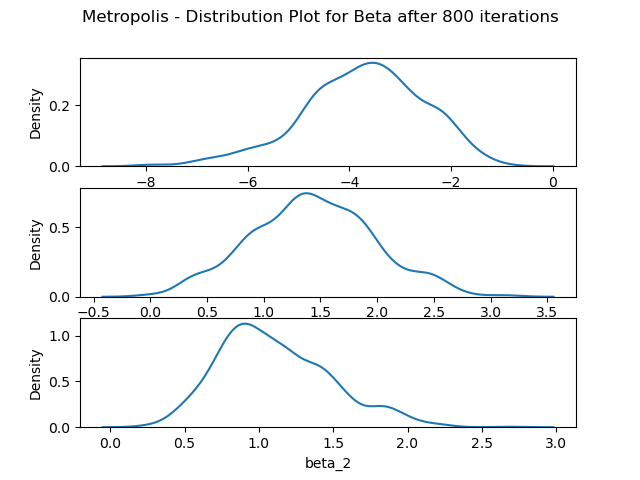 Metropolis - Distribution Plot for Beta after 800 iterations
Density
0.2
0.0
−8 −6 −4 −2 0
Density
0.5
0.0
−0.5 0.0 0.5 1.0 1.5 2.0 2.5 3.0 3.5
Density
1.0
0.5
0.0
0.0 0.5 1.0 1.5 2.0 2.5 3.0
beta_2